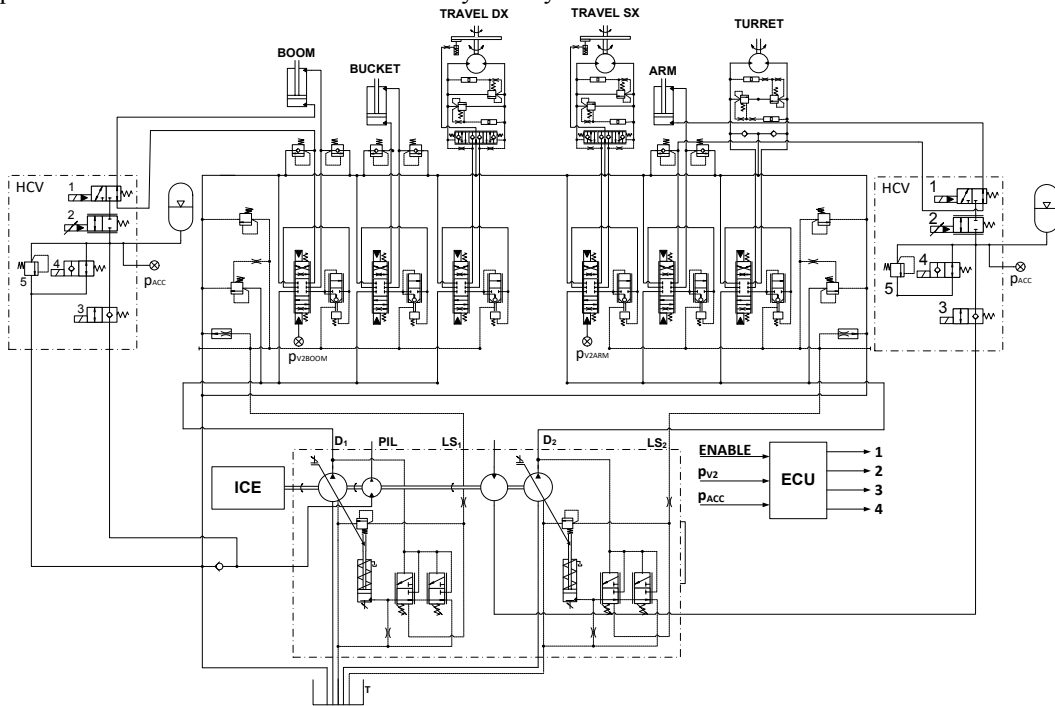 TRAVEL DX
TRAVEL SX
TURRET
BOOM
BUCKET
ARM
HCV
1
2
4
5
3
pACC
HCV
1
2
4
5
3
pACC
pV2BOOM
pV2ARM
D1
PIL
LS1
D2
LS2
ICE
ENABLE
pV2
pACC
ECU
1
2
3
4
T